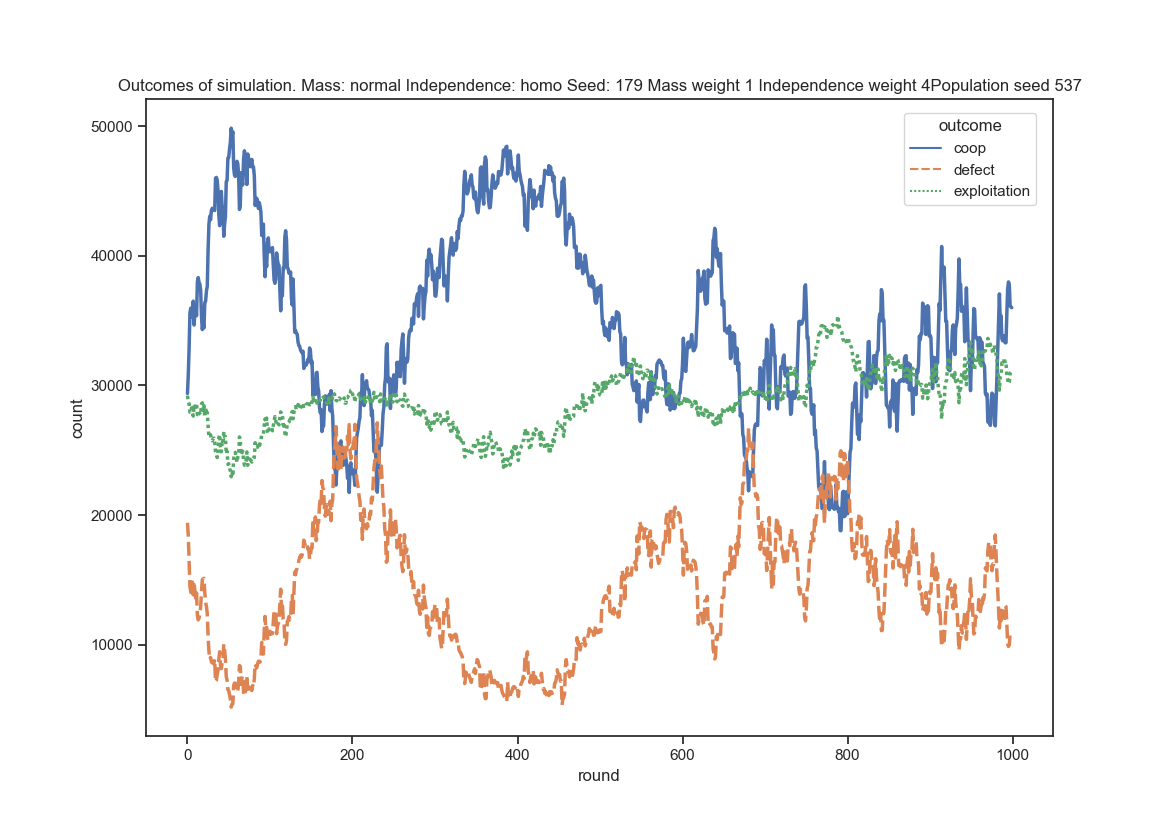 Outcomes of simulation. Mass: normal Independence: homo Seed: 179 Mass weight 1 Independence weight 4Population seed 537
outcome
coop
defect
exploitation
50000
40000
30000
20000
10000
count
0 200 400 600 800 1000
round